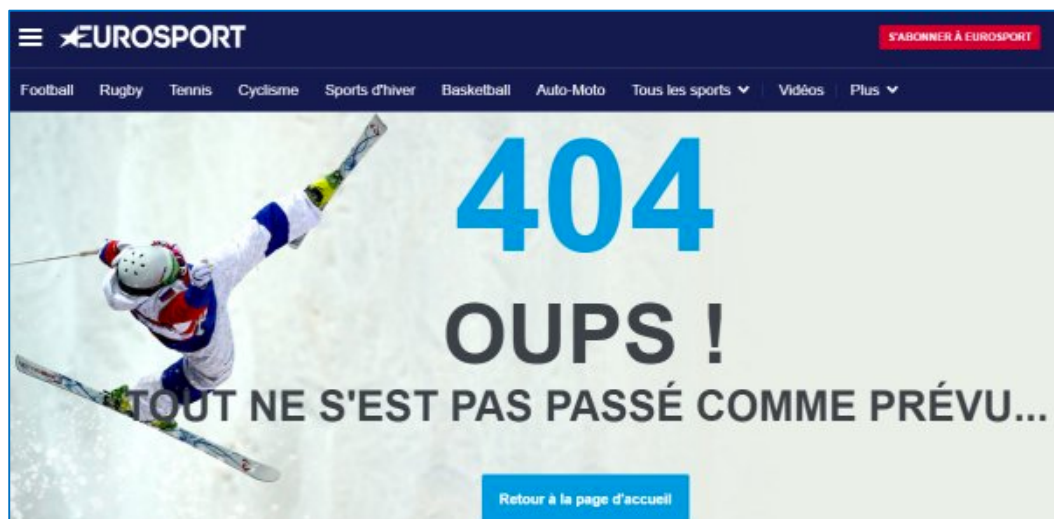 EUROSPORT
S'ABONNER À EUROSPORT
Football Rugby Tennis Cyclisme Sports d'hiver Basketball Auto-Moto Tous les sports Vidéos Plus
404
OUPS !
TOUT NE S'EST PAS PASSÉ COMME PRÉVU...
Retour à la page d'accueil